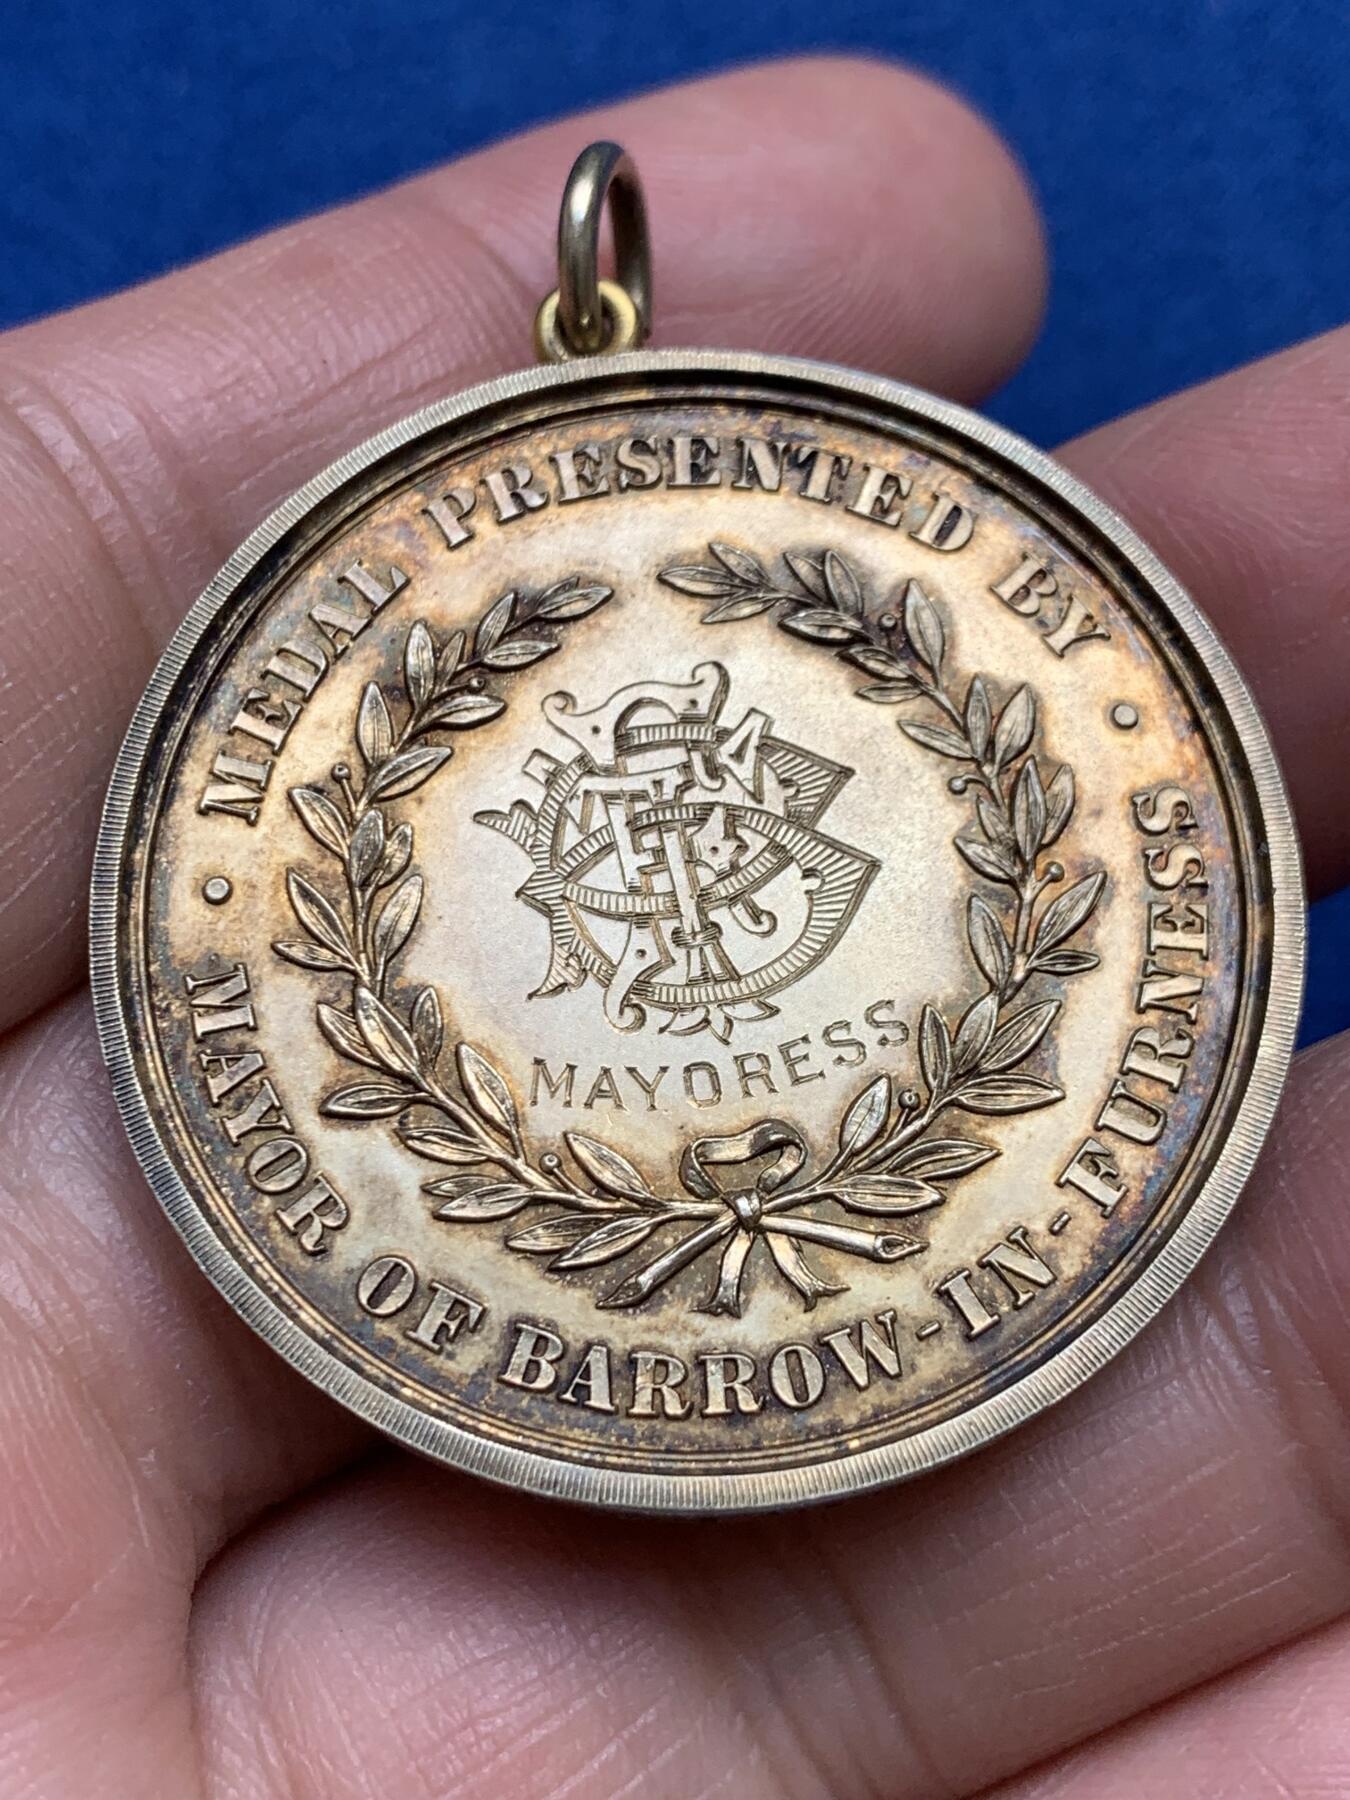 MEDAL PRESENTED BY
MAYORESS
MAYOR OF BARROW-IN-FURNESS